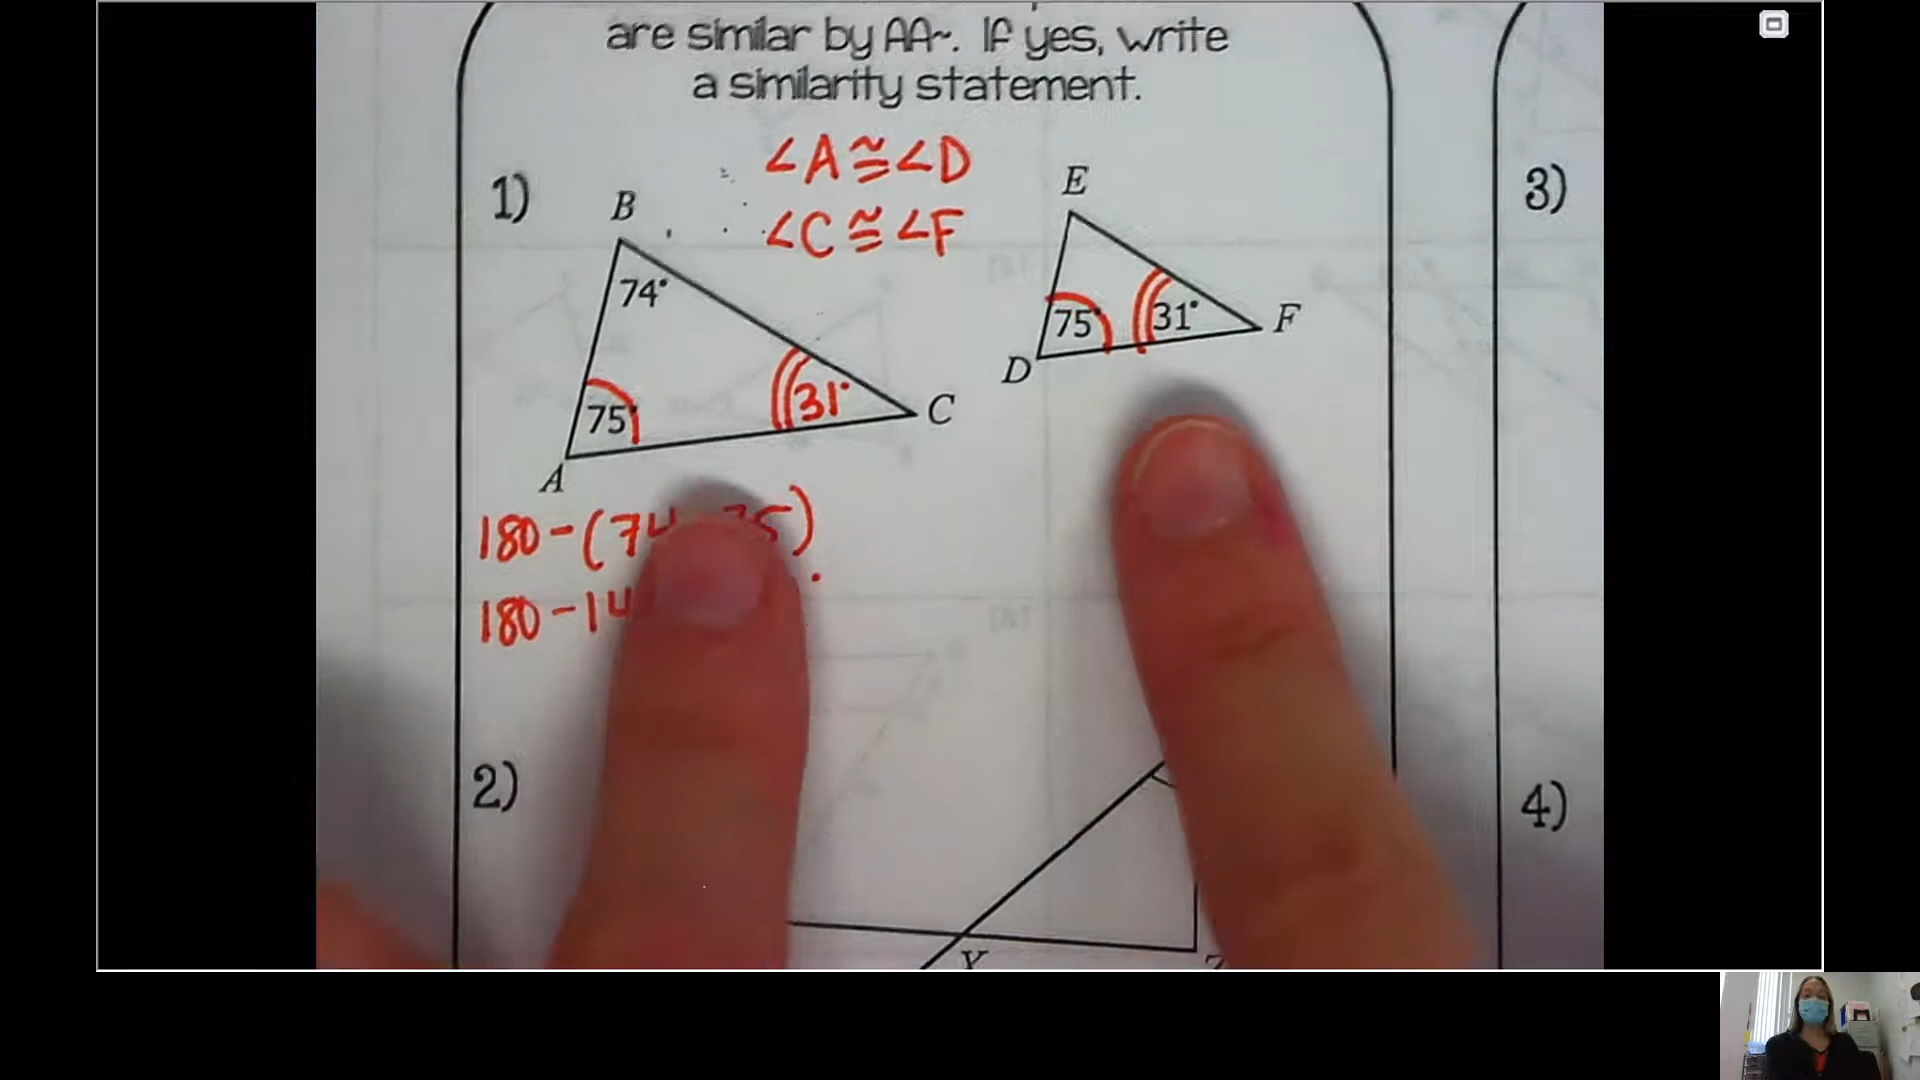 are similar by AA~. If yes, write
a similarity statement.
∠A ≅ ∠D
∠C ≅ ∠F
1)
B
74°
75°
31°
A
C
E
75°
31°
D
F
3)
180-(74 75)
180-14
2)
Y
Z
4)